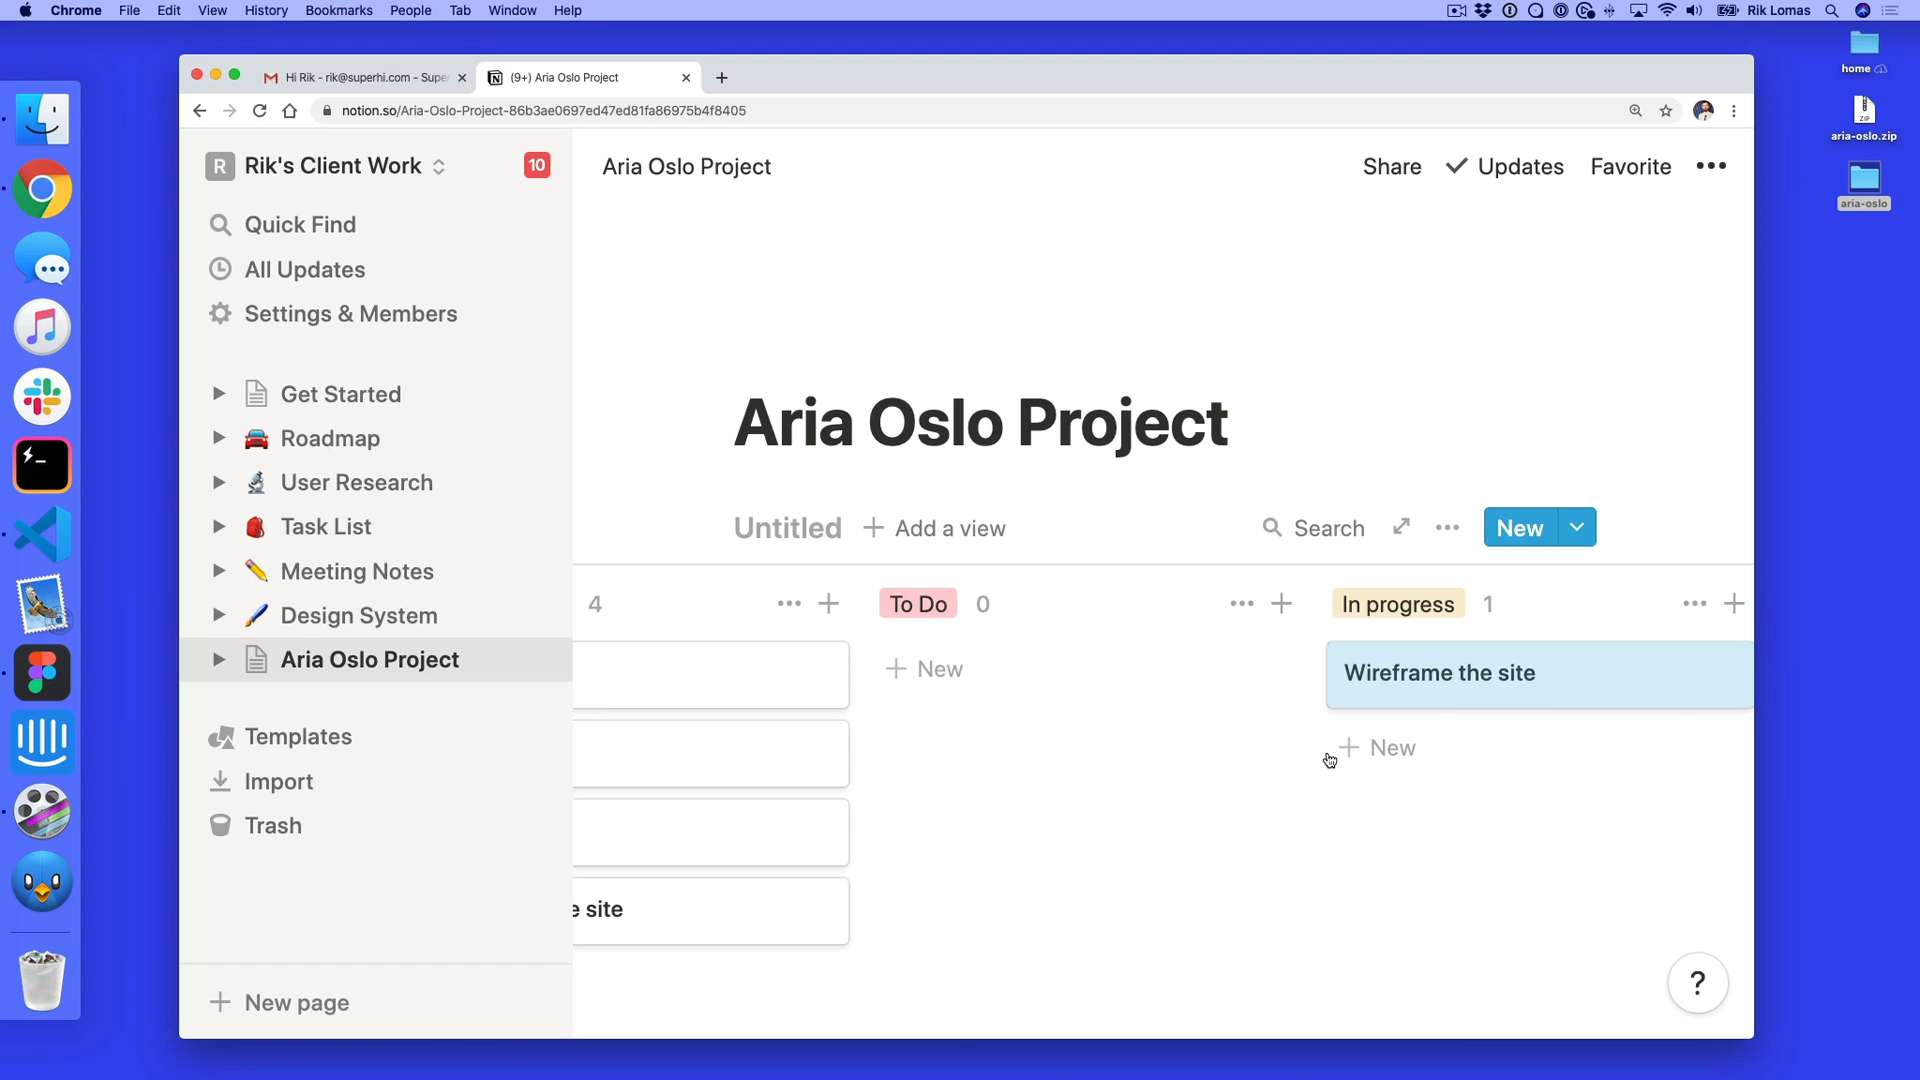 Chrome File Edit View History Bookmarks People Tab Window Help
Rik Lomas
home
ZIP
aria-oslo.zip
aria-oslo
Hi Rik - rik@superhi.com - Supe
(9+) Aria Oslo Project
notion.so/Aria-Oslo-Project-86b3ae0697ed47ed81fa86975b4f8405
R Rik's Client Work 10
Aria Oslo Project
Share Updates Favorite
Quick Find
All Updates
Settings & Members
Get Started
Roadmap
User Research
Task List
Meeting Notes
Design System
Aria Oslo Project
Templates
Import
Trash
New page
Aria Oslo Project
Untitled + Add a view
Search
New
4
To Do 0
In progress 1
+ New
Wireframe the site
+ New
e site
?